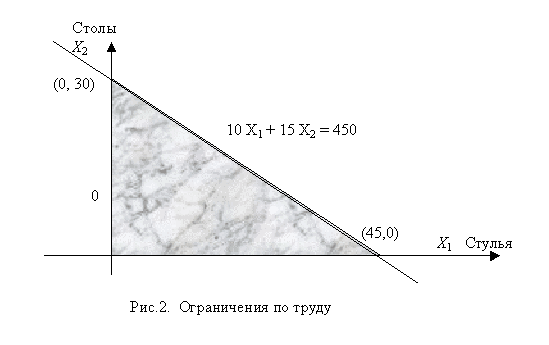 Столы
X2
(0, 30)
10 X1 + 15 X2 = 450
0
(45,0)
X1 Стулья
Рис.2. Ограничения по труду